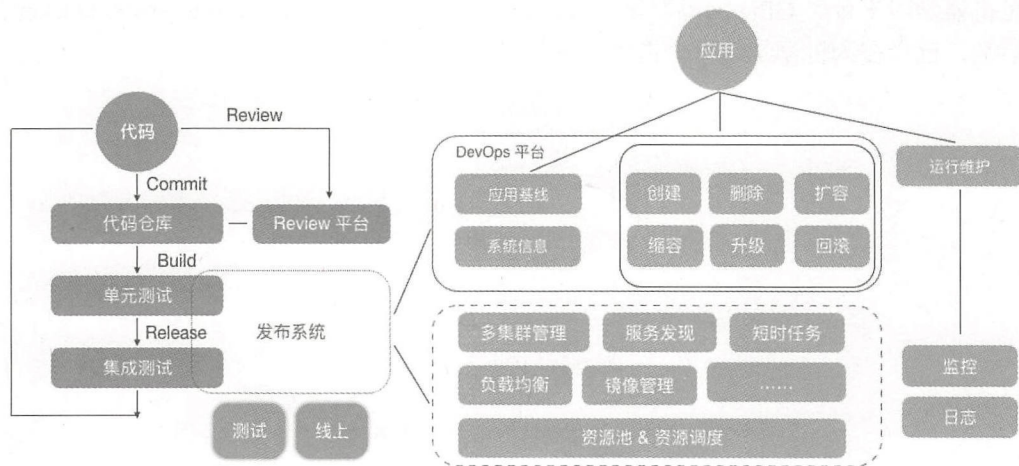 应用
代码
Review
Commit
代码仓库
Review 平台
Build
单元测试
Release
集成测试
发布系统
测试
线上
DevOps 平台
应用基线
系统信息
创建
删除
扩容
缩容
升级
回滚
运行维护
多集群管理
服务发现
短时任务
负载均衡
镜像管理
……
资源池 & 资源调度
监控
日志